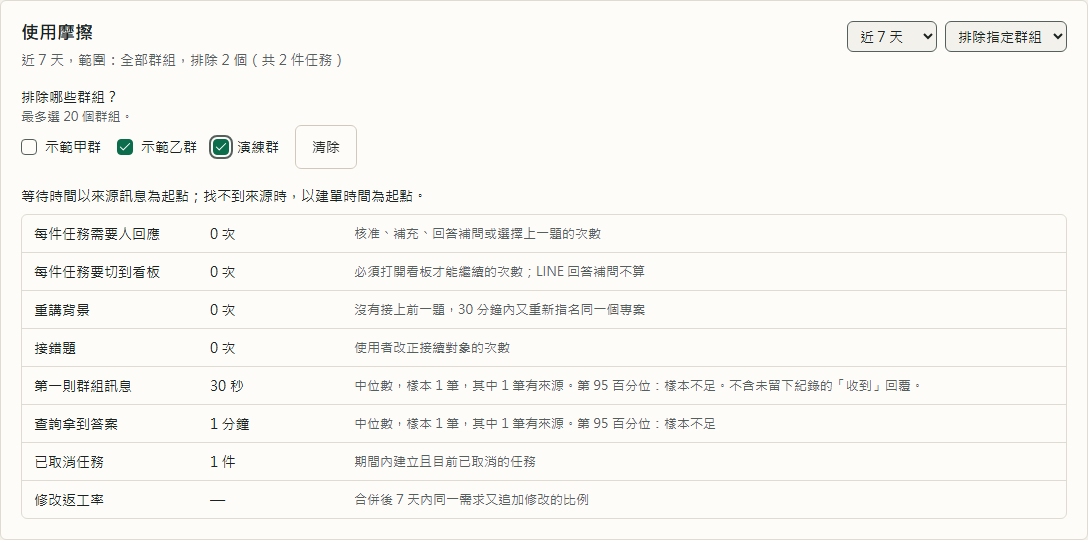 使用摩擦
近 7 天
排除指定群組
近 7 天，範圍：全部群組，排除 2 個（共 2 件任務）
排除哪些群組？
最多選 20 個群組。
示範甲群 示範乙群 演練群 清除
等待時間以來源訊息為起點；找不到來源時，以建單時間為起點。
每件任務需要人回應 0 次 核准、補充、回答補問或選擇上一題的次數
每件任務要切到看板 0 次 必須打開看板才能繼續的次數；LINE 回答補問不算
重講背景 0 次 沒有接上前一題，30 分鐘內又重新指名同一個專案
接錯題 0 次 使用者改正接續對象的次數
第一則群組訊息 30 秒 中位數，樣本 1 筆，其中 1 筆有來源。第 95 百分位：樣本不足。不含未留下紀錄的「收到」回覆。
查詢拿到答案 1 分鐘 中位數，樣本 1 筆，其中 1 筆有來源。第 95 百分位：樣本不足
已取消任務 1 件 期間內建立且目前已取消的任務
修改返工率 — 合併後 7 天內同一需求又追加修改的比例